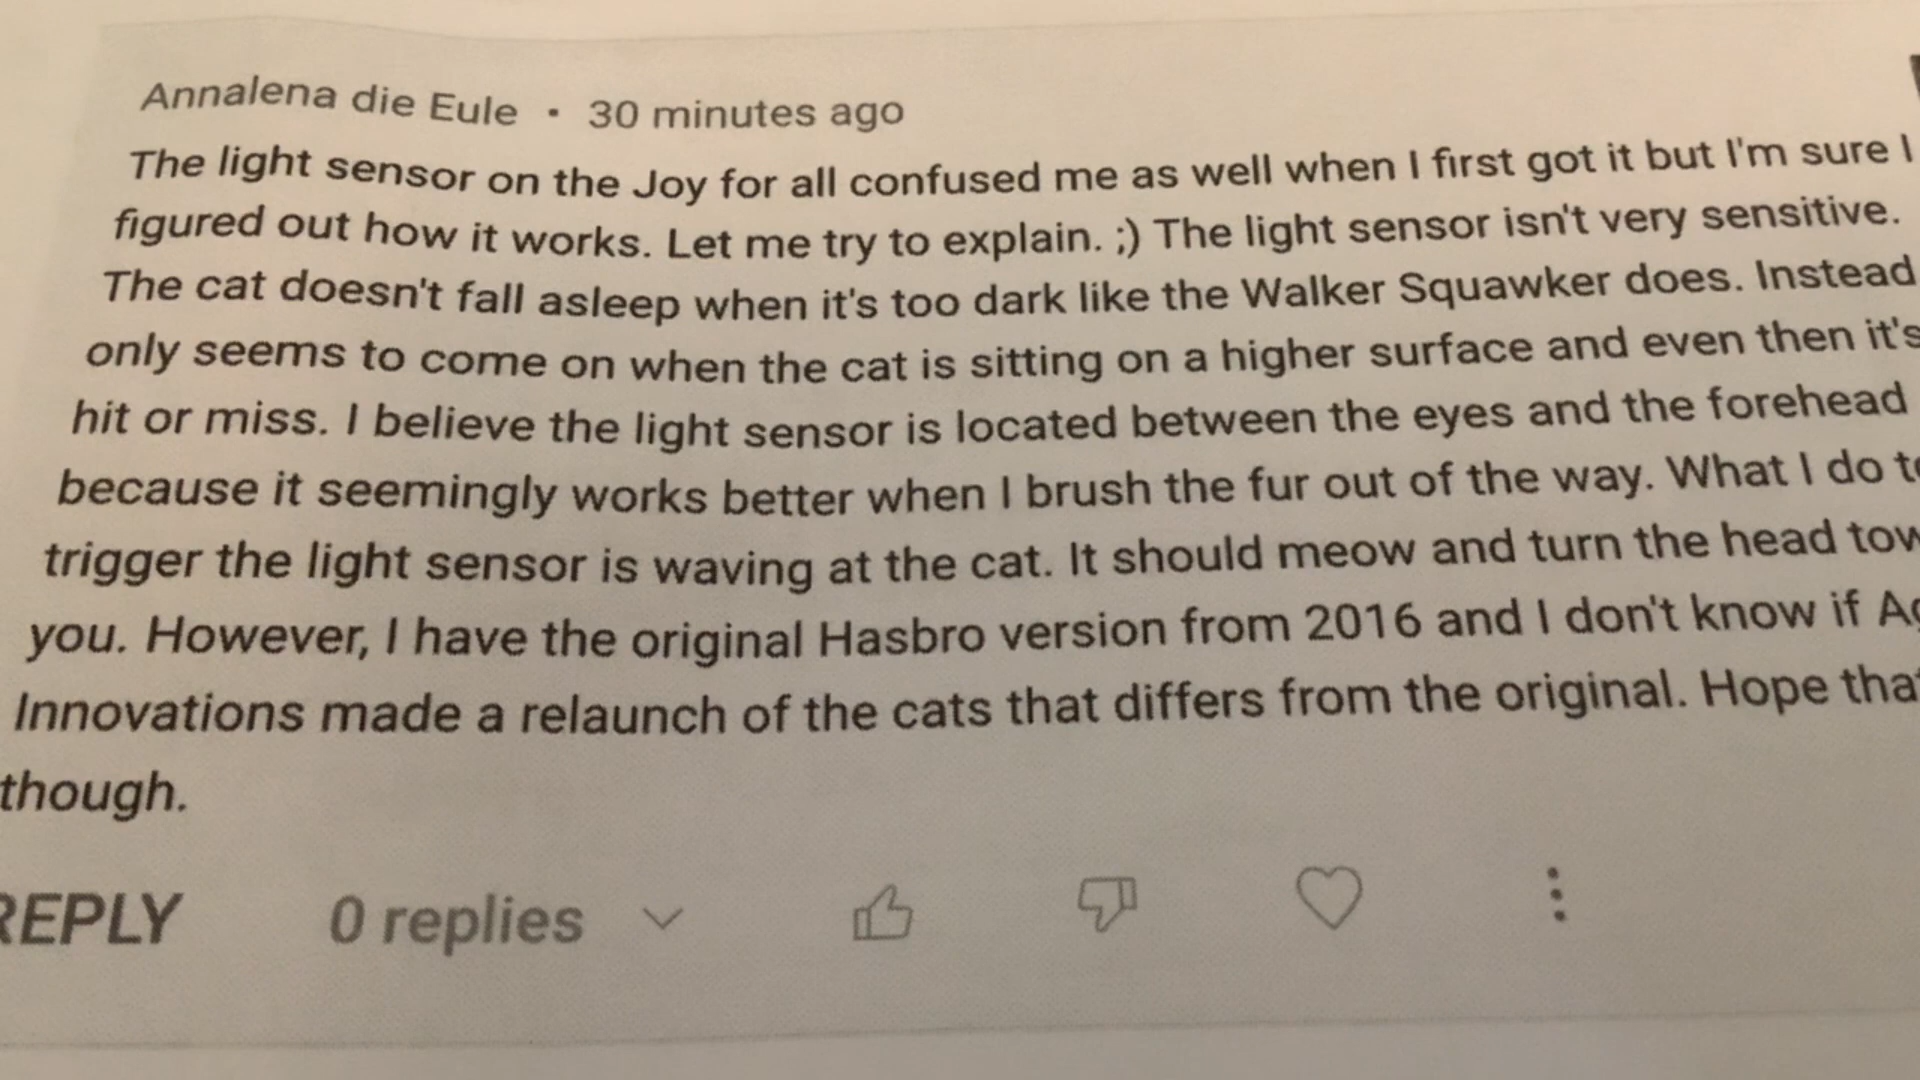 Annalena die Eule • 30 minutes ago
The light sensor on the Joy for all confused me as well when I first got it but I'm sure I
figured out how it works. Let me try to explain. ;) The light sensor isn't very sensitive.
The cat doesn't fall asleep when it's too dark like the Walker Squawker does. Instead
only seems to come on when the cat is sitting on a higher surface and even then it's
hit or miss. I believe the light sensor is located between the eyes and the forehead
because it seemingly works better when I brush the fur out of the way. What I do
trigger the light sensor is waving at the cat. It should meow and turn the head
you. However, I have the original Hasbro version from 2016 and I don't know if
Innovations made a relaunch of the cats that differs from the original. Hope
though.
REPLY 0 replies